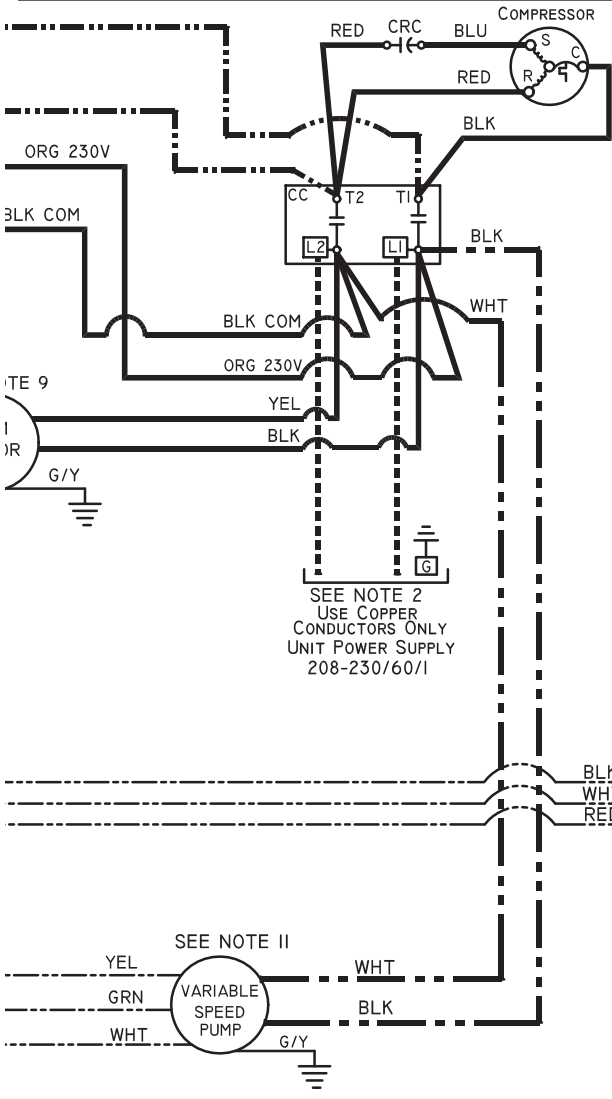 COMPRESSOR
RED
CRC
BLU
S
C
R
RED
BLK
ORG 230V
CC
T2
T1
BLK COM
L2
L1
BLK
WHT
BLK COM
ORG 230V
TE 9
YEL
BLK
OR
G/Y
G
SEE NOTE 2
USE COPPER
CONDUCTORS ONLY
UNIT POWER SUPPLY
208-230/60/1
BLK
WH
RED
SEE NOTE 11
YEL
WHT
VARIABLE
SPEED
PUMP
GRN
BLK
WHT
G/Y